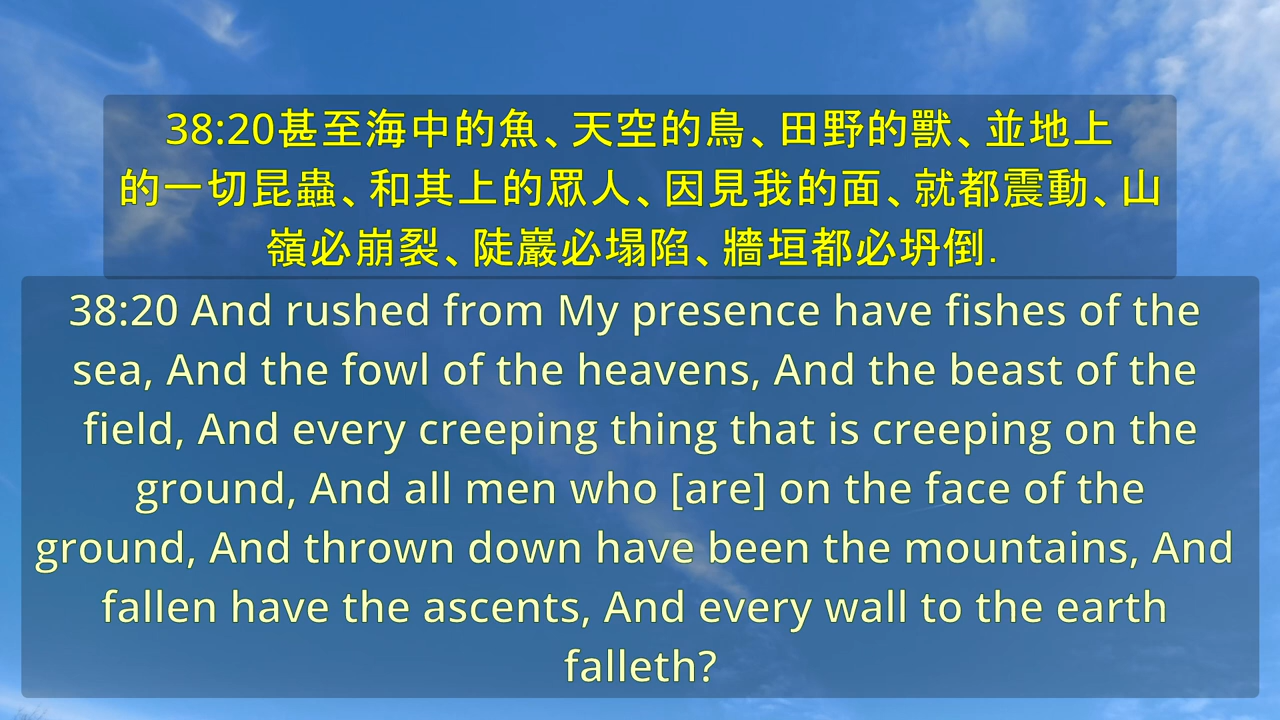 38:20甚至海中的魚、天空的鳥、田野的獸、並地上
的一切昆蟲、和其上的眾人、因見我的面、就都震動、山
嶺必崩裂、陡巖必塌陷、牆垣都必坍倒.
38:20 And rushed from My presence have fishes of the
sea, And the fowl of the heavens, And the beast of the
field, And every creeping thing that is creeping on the
ground, And all men who [are] on the face of the
ground, And thrown down have been the mountains, And
fallen have the ascents, And every wall to the earth
falleth?